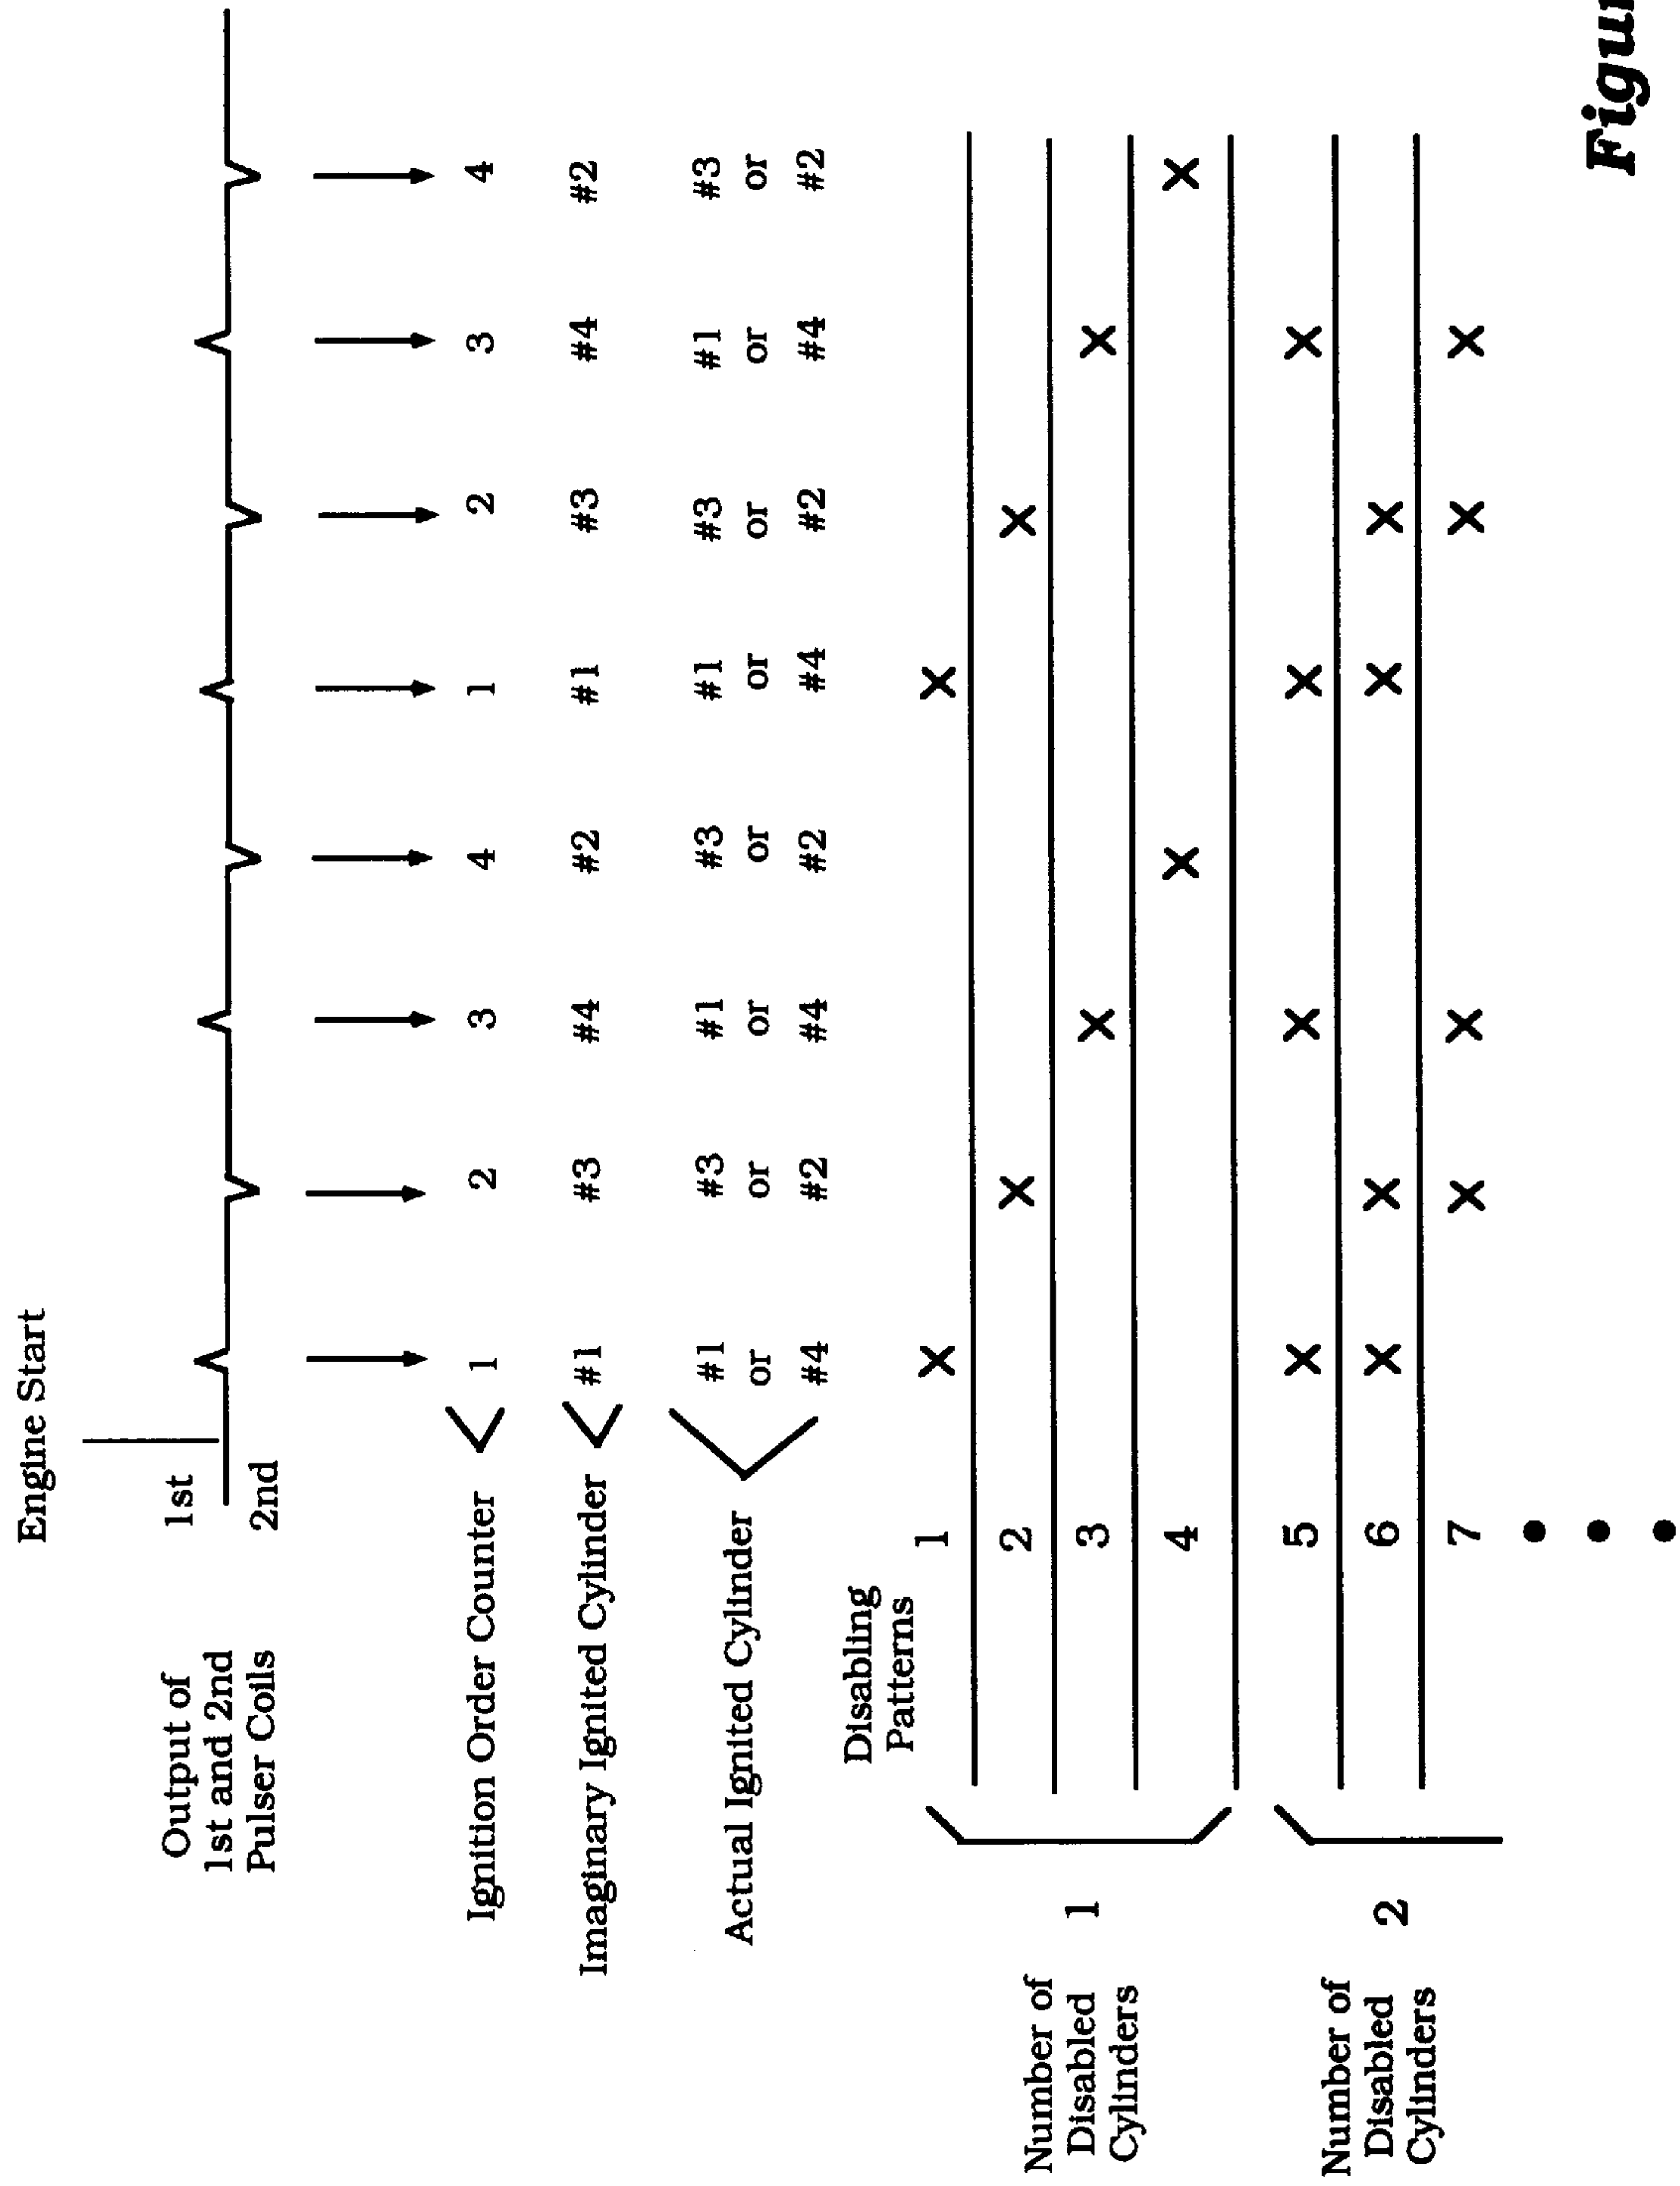 Engine Start
Output of
1st and 2nd
Pulser Coils
1st
2nd
Ignition Order Counter 1 2 3 4 1 2 3 4
Imaginary Ignited Cylinder #1 #3 #4 #2 #1 #3 #4 #2
Actual Ignited Cylinder
#1 #3 #1 #3 #1 #3 #1 #3
or or or or or or or or
#4 #2 #4 #2 #4 #2 #4 #2
Disabling
Patterns
Number of
Disabled
Cylinders
1
1 X X
2 X X
3 X X
4 X X
Number of
Disabled
Cylinders
2
5 X X X X
6 X X X X
7 X X X X